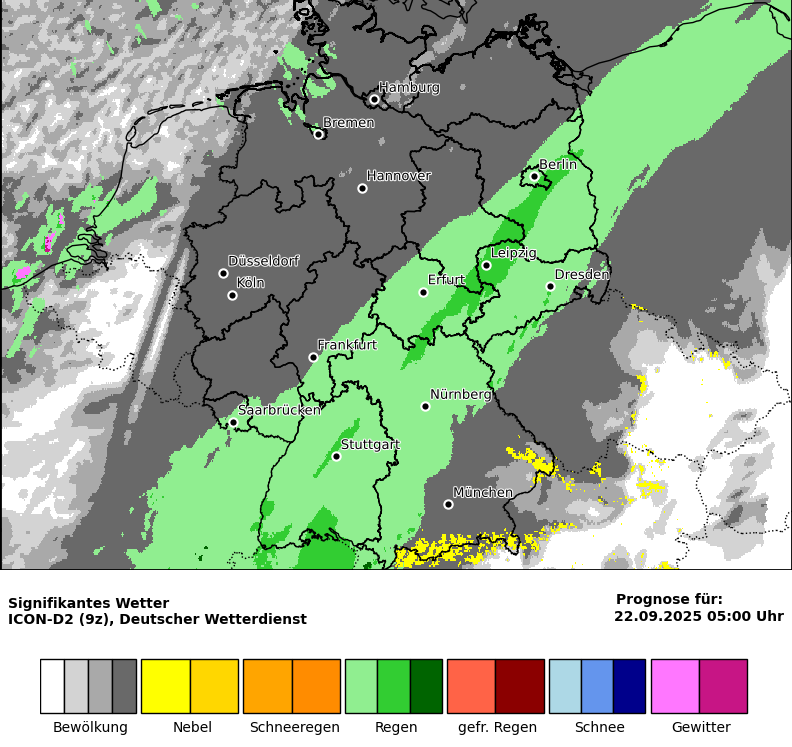 Hamburg
Bremen
Berlin
Hannover
Leipzig
Düsseldorf
Dresden
Köln
Erfurt
Frankfurt
Nürnberg
Saarbrücken
Stuttgart
München
Signifikantes Wetter
ICON-D2 (9z), Deutscher Wetterdienst
Prognose für:
22.09.2025 05:00 Uhr
Bewölkung Nebel Schneeregen Regen gefr. Regen Schnee Gewitter